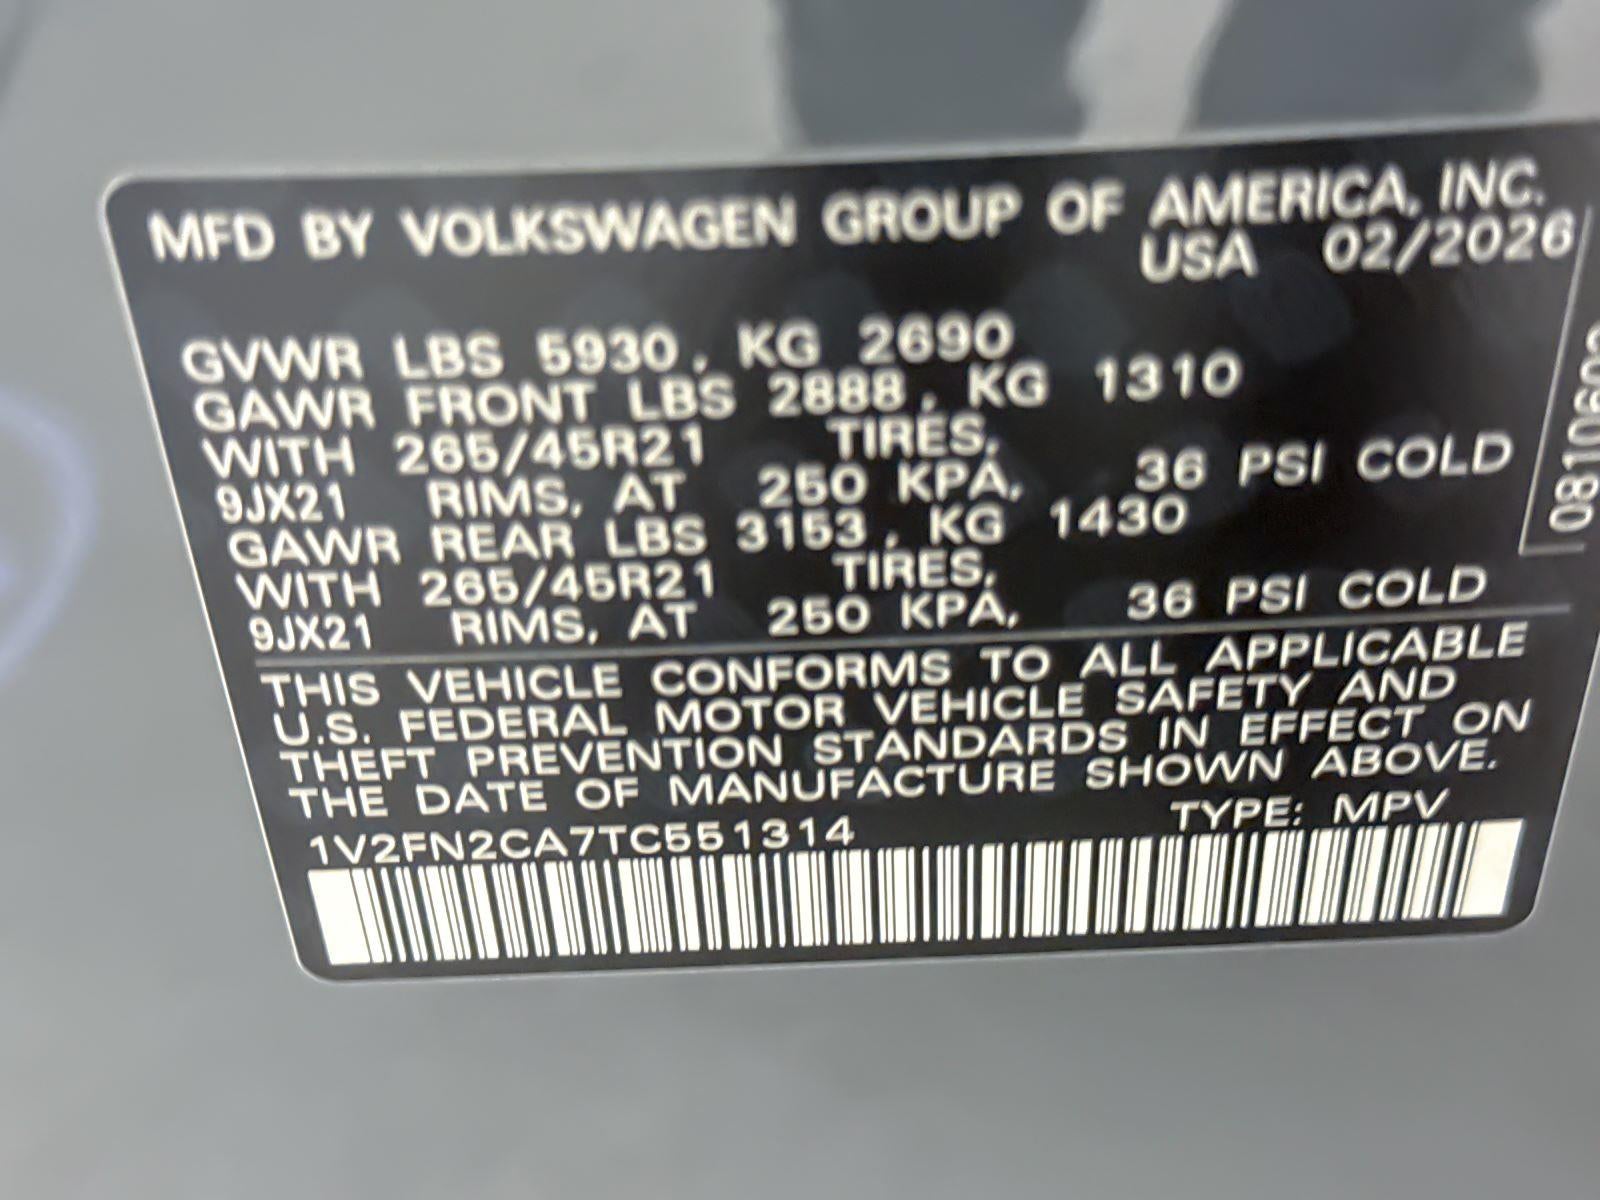 MFD BY VOLKSWAGEN GROUP OF AMERICA, INC.
USA 02/2026
GVWR LBS 5930, KG 2690
GAWR FRONT LBS 2888, KG 1310
WITH 265/45R21 TIRES,
9JX21 RIMS, AT 250 KPA, 36 PSI COLD
GAWR REAR LBS 3153, KG 1430
WITH 265/45R21 TIRES,
9JX21 RIMS, AT 250 KPA, 36 PSI COLD
THIS VEHICLE CONFORMS TO ALL APPLICABLE
U.S. FEDERAL MOTOR VEHICLE SAFETY AND
THEFT PREVENTION STANDARDS IN EFFECT ON
THE DATE OF MANUFACTURE SHOWN ABOVE.
1V2FN2CA7TC551314 TYPE: MPV